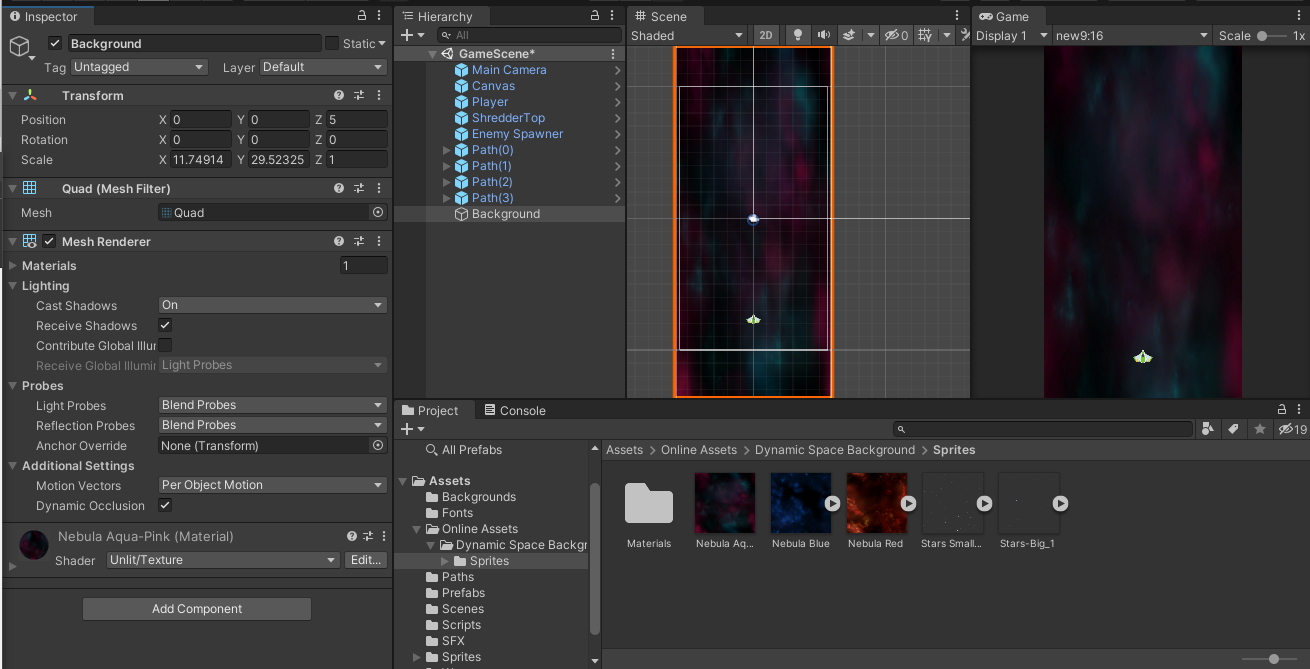 Inspector
Background
Static
Tag Untagged Layer Default
Transform
Position X 0 Y 0 Z 5
Rotation X 0 Y 0 Z 0
Scale X 11.74914 Y 29.52325 Z 1
Quad (Mesh Filter)
Mesh Quad
Mesh Renderer
Materials 1
Lighting
Cast Shadows On
Receive Shadows
Contribute Global Illur
Receive Global Illumir Light Probes
Probes
Light Probes Blend Probes
Reflection Probes Blend Probes
Anchor Override None (Transform)
Additional Settings
Motion Vectors Per Object Motion
Dynamic Occlusion
Nebula Aqua-Pink (Material)
Shader Unlit/Texture Edit...
Add Component
Hierarchy
All
GameScene*
Main Camera
Canvas
Player
ShredderTop
Enemy Spawner
Path(0)
Path(1)
Path(2)
Path(3)
Background
Scene
Shaded 2D 0
Game
Display 1 new9:16 Scale 1x
Project Console
19
All Prefabs
Assets
Backgrounds
Fonts
Online Assets
Dynamic Space Backgr
Sprites
Paths
Prefabs
Scenes
Scripts
SFX
Sprites
Assets > Online Assets > Dynamic Space Background > Sprites
Materials
Nebula Aq...
Nebula Blue
Nebula Red
Stars Small...
Stars-Big_1